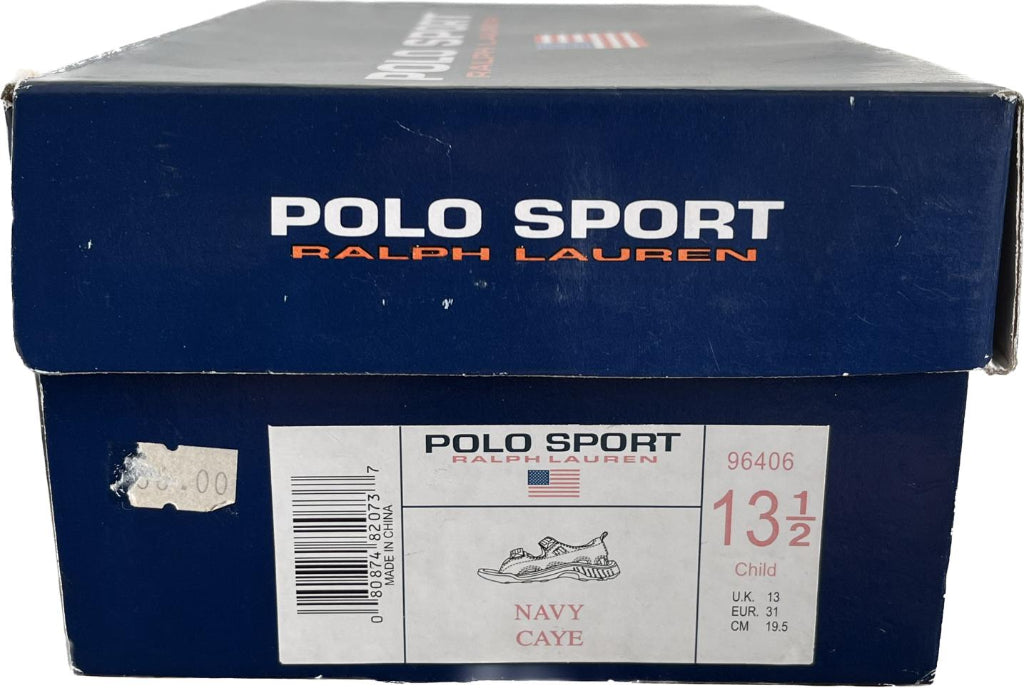 POLO SPORT
RALPH LAUREN
POLO SPORT
RALPH LAUREN
.00
0 80874 82073 7
MADE IN CHINA
POLO SPORT
RALPH LAUREN
NAVY
CAYE
96406
13 1/2
Child
U.K. 13
EUR. 31
CM 19.5